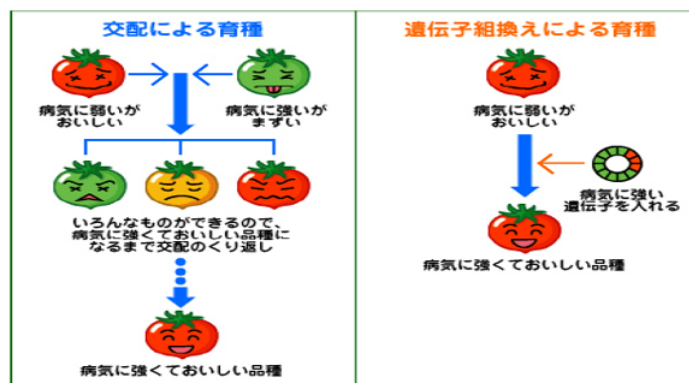 交配による育種
病気に弱いが
おいしい
病気に強いが
まずい
いろんなものができるので、
病気に強くておいしい品種に
なるまで交配のくり返し
病気に強くておいしい品種
遺伝子組換えによる育種
病気に弱いが
おいしい
病気に強い
遺伝子を入れる
病気に強くておいしい品種